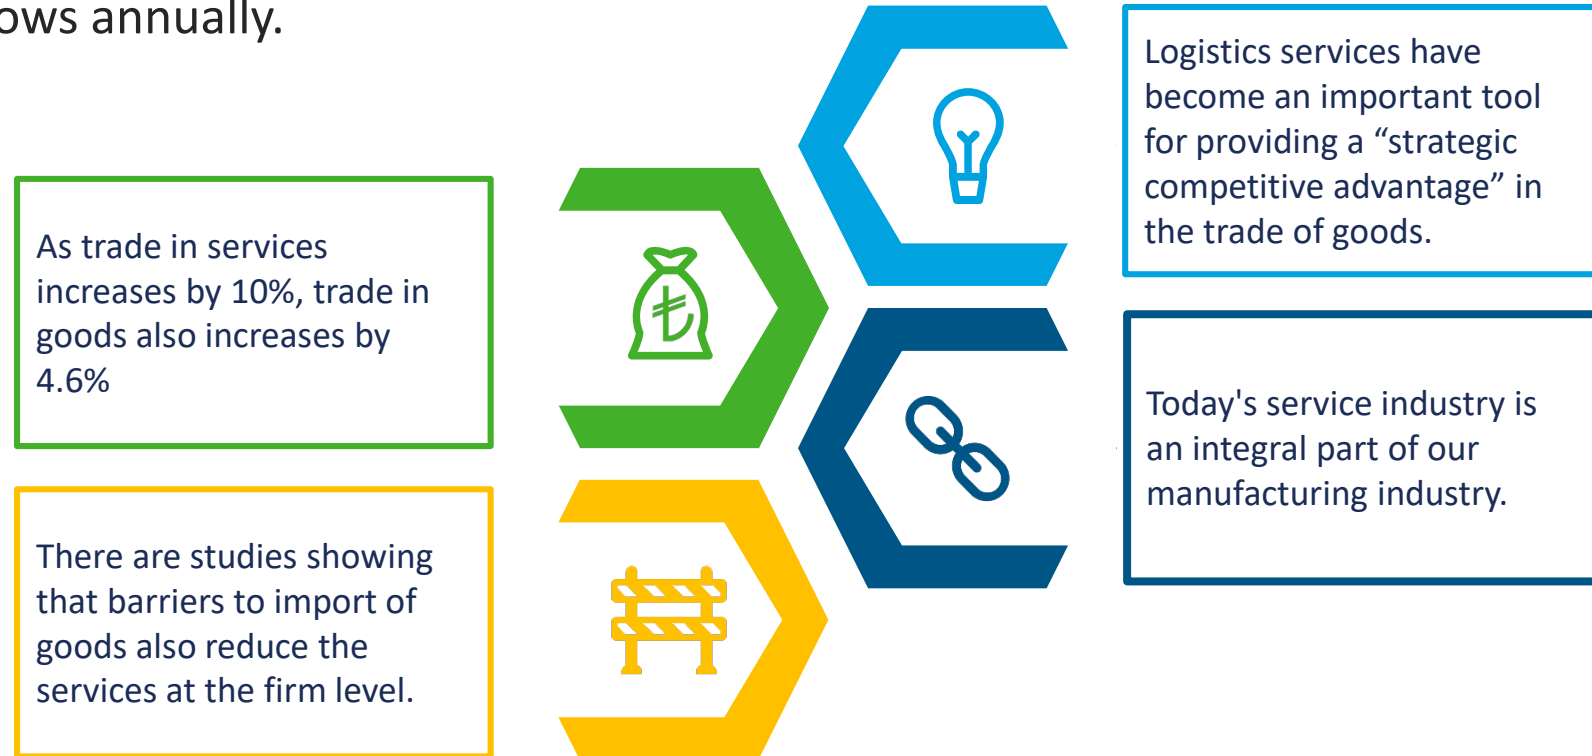 ows annually.
Logistics services have
become an important tool
for providing a “strategic
competitive advantage” in
the trade of goods.
As trade in services
increases by 10%, trade in
goods also increases by
4.6%
Today's service industry is
an integral part of our
manufacturing industry.
There are studies showing
that barriers to import of
goods also reduce the
services at the firm level.